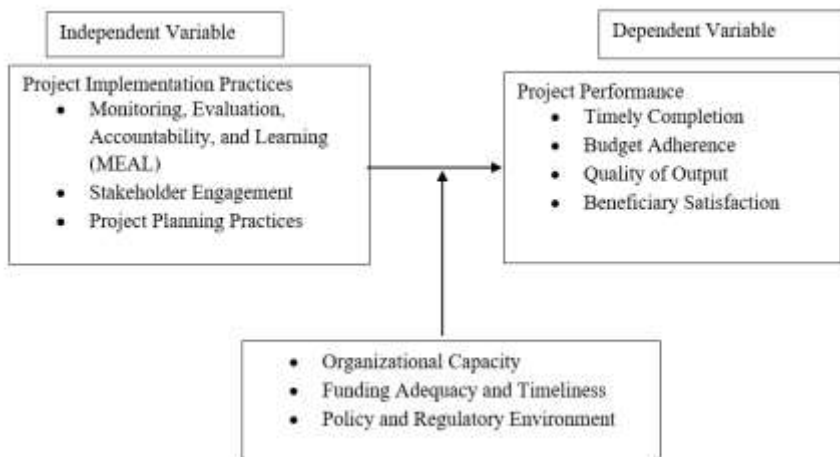 Independent Variable
Dependent Variable
Project Implementation Practices
• Monitoring, Evaluation,
Accountability, and Learning
(MEAL)
• Stakeholder Engagement
• Project Planning Practices
Project Performance
• Timely Completion
• Budget Adherence
• Quality of Output
• Beneficiary Satisfaction
• Organizational Capacity
• Funding Adequacy and Timeliness
• Policy and Regulatory Environment